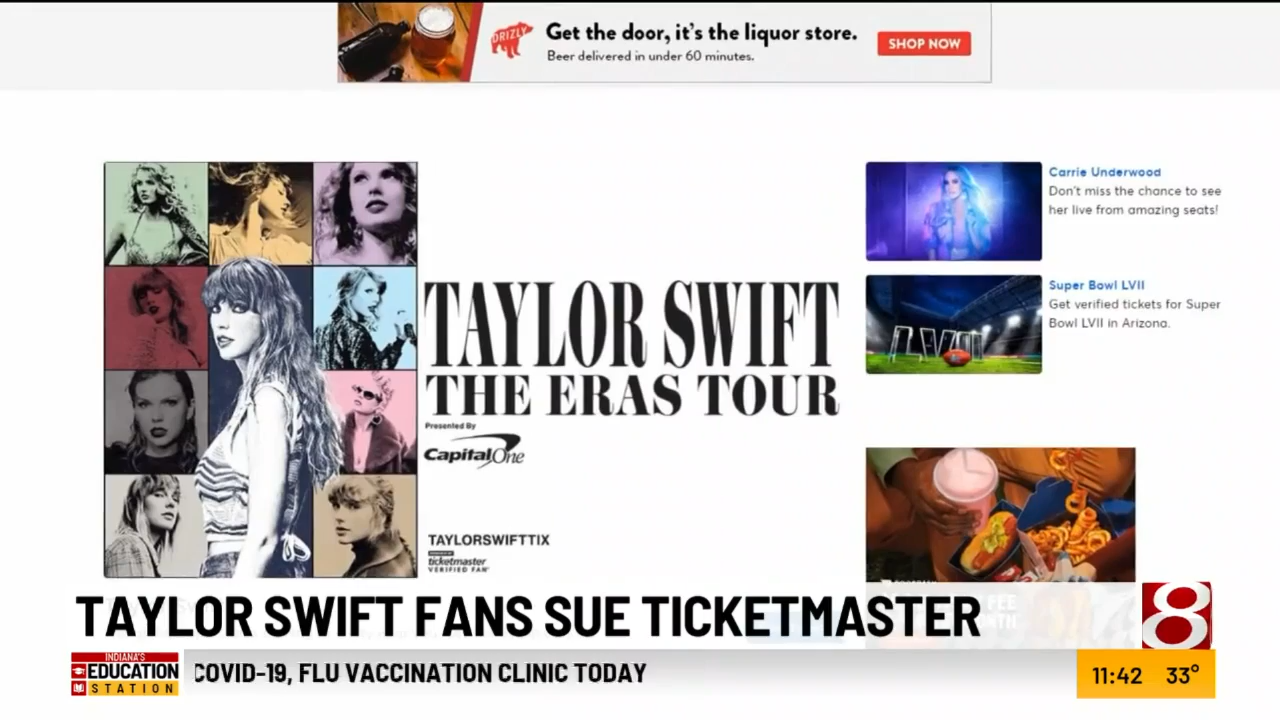 DRIZLY
Get the door, it's the liquor store.
Beer delivered in under 60 minutes.
SHOP NOW
Carrie Underwood
Don't miss the chance to see
her live from amazing seats!
Super Bowl LVII
Get verified tickets for Super
Bowl LVII in Arizona.
TAYLOR SWIFT
THE ERAS TOUR
Presented By
Capital One
TAYLORSWIFTTIX
ticketmaster
VERIFIED FAN
TAYLOR SWIFT FANS SUE TICKETMASTER
8
INDIANA'S
EDUCATION
STATION
COVID-19, FLU VACCINATION CLINIC TODAY
11:42 33°